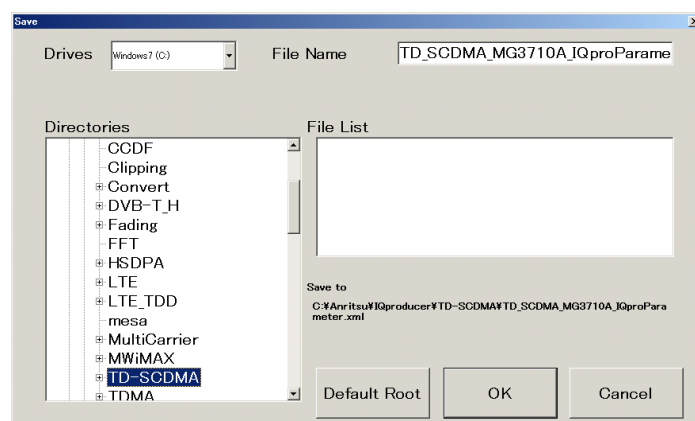 Save
Drives
Windows7 (C:)
File Name
TD_SCDMA_MG3710A_IQproParame
Directories
File List
CCDF
Clipping
Convert
DVB-T_H
Fading
FFT
HSDPA
LTE
LTE_TDD
mesa
MultiCarrier
MWiMAX
TD-SCDMA
TDMA
Save to
C:¥Anritsu¥IQproducer¥TD-SCDMA¥TD_SCDMA_MG3710A_IQproPara
meter.xml
Default Root
OK
Cancel